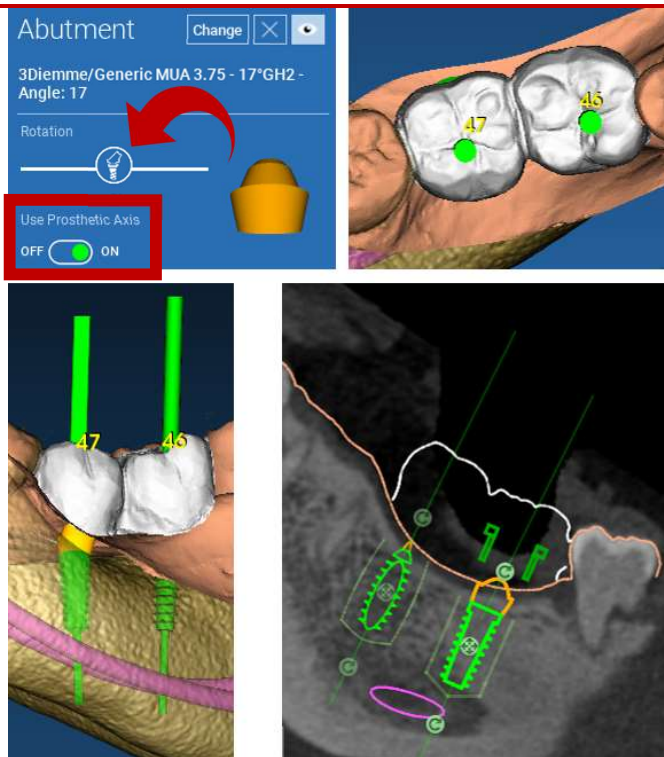 Abutment
Change
3Diemme/Generic MUA 3.75 - 17°GH2 -
Angle: 17
Rotation
Use Prosthetic Axis
OFF ON
47
46
47
46